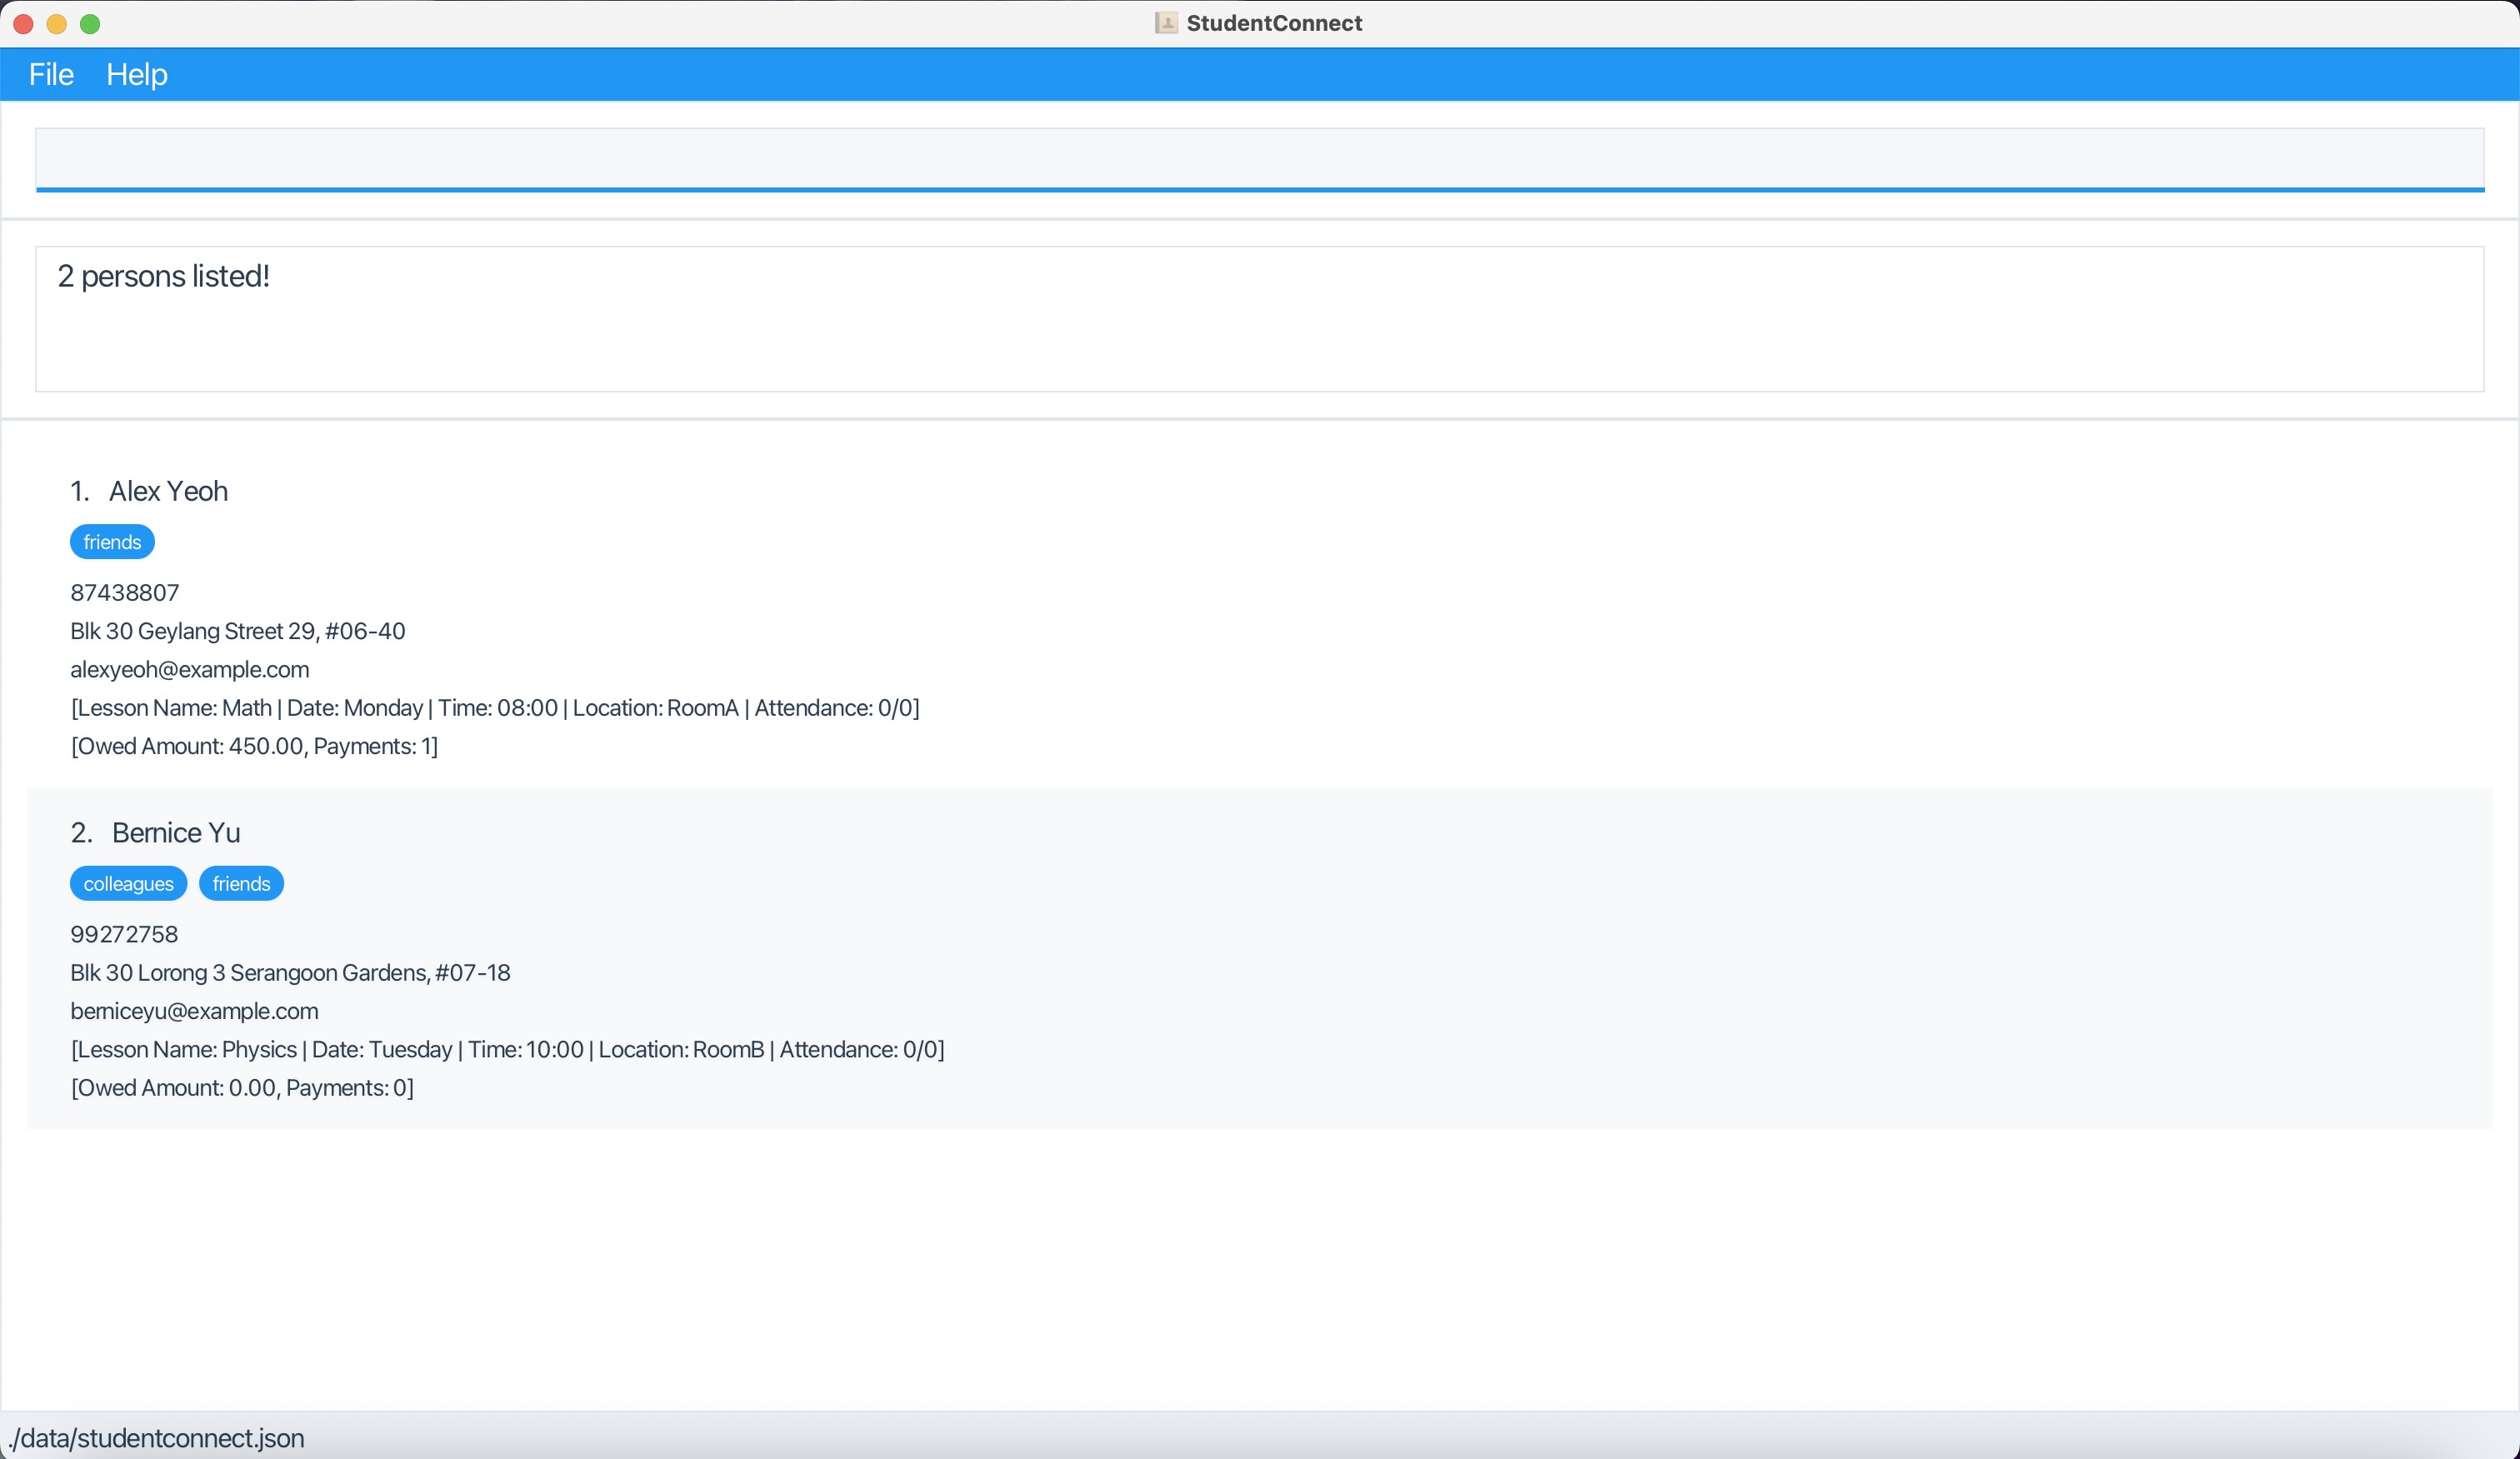 StudentConnect
File Help
2 persons listed!
1. Alex Yeoh
friends
87438807
Blk 30 Geylang Street 29, #06-40
alexyeoh@example.com
[Lesson Name: Math | Date: Monday | Time: 08:00 | Location: RoomA | Attendance: 0/0]
[Owed Amount: 450.00, Payments: 1]
2. Bernice Yu
colleagues friends
99272758
Blk 30 Lorong 3 Serangoon Gardens, #07-18
berniceyu@example.com
[Lesson Name: Physics | Date: Tuesday | Time: 10:00 | Location: RoomB | Attendance: 0/0]
[Owed Amount: 0.00, Payments: 0]
./data/studentconnect.json